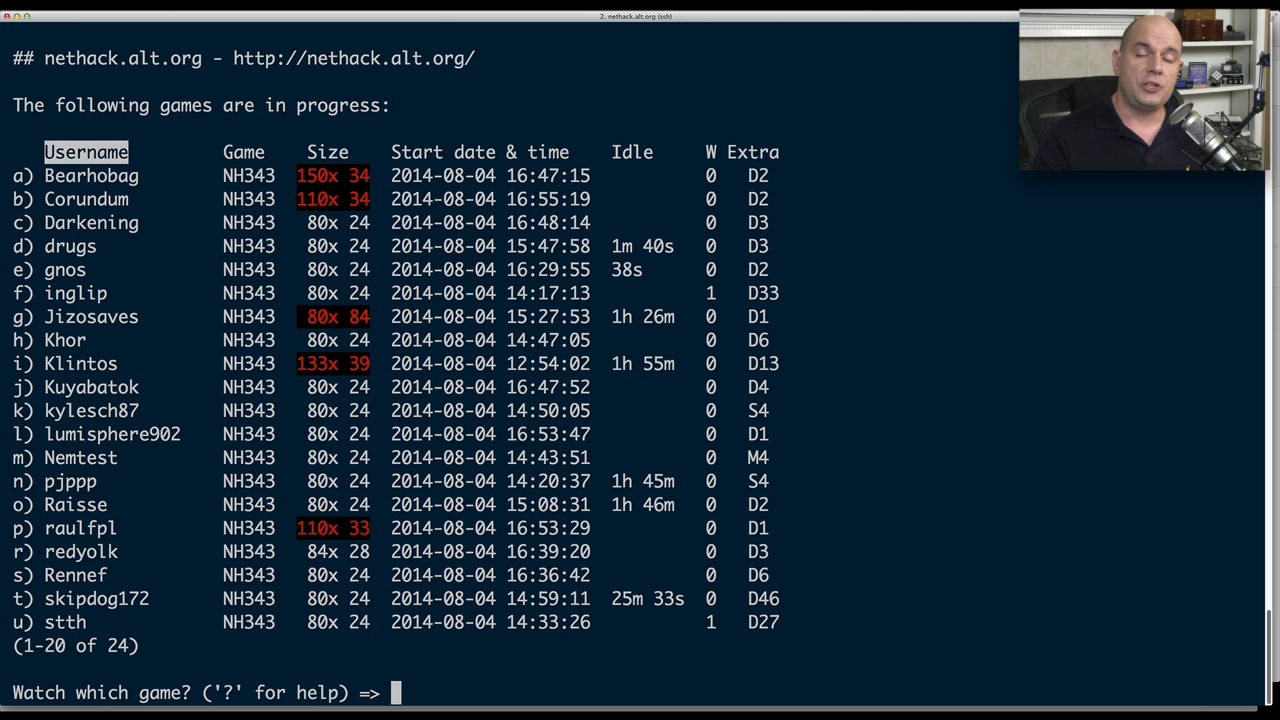 2. nethack.alt.org (ssh)
## nethack.alt.org - http://nethack.alt.org/
The following games are in progress:
Username Game Size Start date & time Idle W Extra
a) Bearhobag NH343 150x 34 2014-08-04 16:47:15 0 D2
b) Corundum NH343 110x 34 2014-08-04 16:55:19 0 D2
c) Darkening NH343 80x 24 2014-08-04 16:48:14 0 D3
d) drugs NH343 80x 24 2014-08-04 15:47:58 1m 40s 0 D3
e) gnos NH343 80x 24 2014-08-04 16:29:55 38s 0 D2
f) inglip NH343 80x 24 2014-08-04 14:17:13 1 D33
g) Jizosaves NH343 80x 84 2014-08-04 15:27:53 1h 26m 0 D1
h) Khor NH343 80x 24 2014-08-04 14:47:05 0 D6
i) Klintos NH343 133x 39 2014-08-04 12:54:02 1h 55m 0 D13
j) Kuyabatok NH343 80x 24 2014-08-04 16:47:52 0 D4
k) kylesch87 NH343 80x 24 2014-08-04 14:50:05 0 S4
l) lumisphere902 NH343 80x 24 2014-08-04 16:53:47 0 D1
m) Nemtest NH343 80x 24 2014-08-04 14:43:51 0 M4
n) pjppp NH343 80x 24 2014-08-04 14:20:37 1h 45m 0 S4
o) Raisse NH343 80x 24 2014-08-04 15:08:31 1h 46m 0 D2
p) raulfpl NH343 110x 33 2014-08-04 16:53:29 0 D1
r) redyolk NH343 84x 28 2014-08-04 16:39:20 0 D3
s) Rennef NH343 80x 24 2014-08-04 16:36:42 0 D6
t) skipdog172 NH343 80x 24 2014-08-04 14:59:11 25m 33s 0 D46
u) stth NH343 80x 24 2014-08-04 14:33:26 1 D27
(1-20 of 24)
Watch which game? ('?' for help) =>